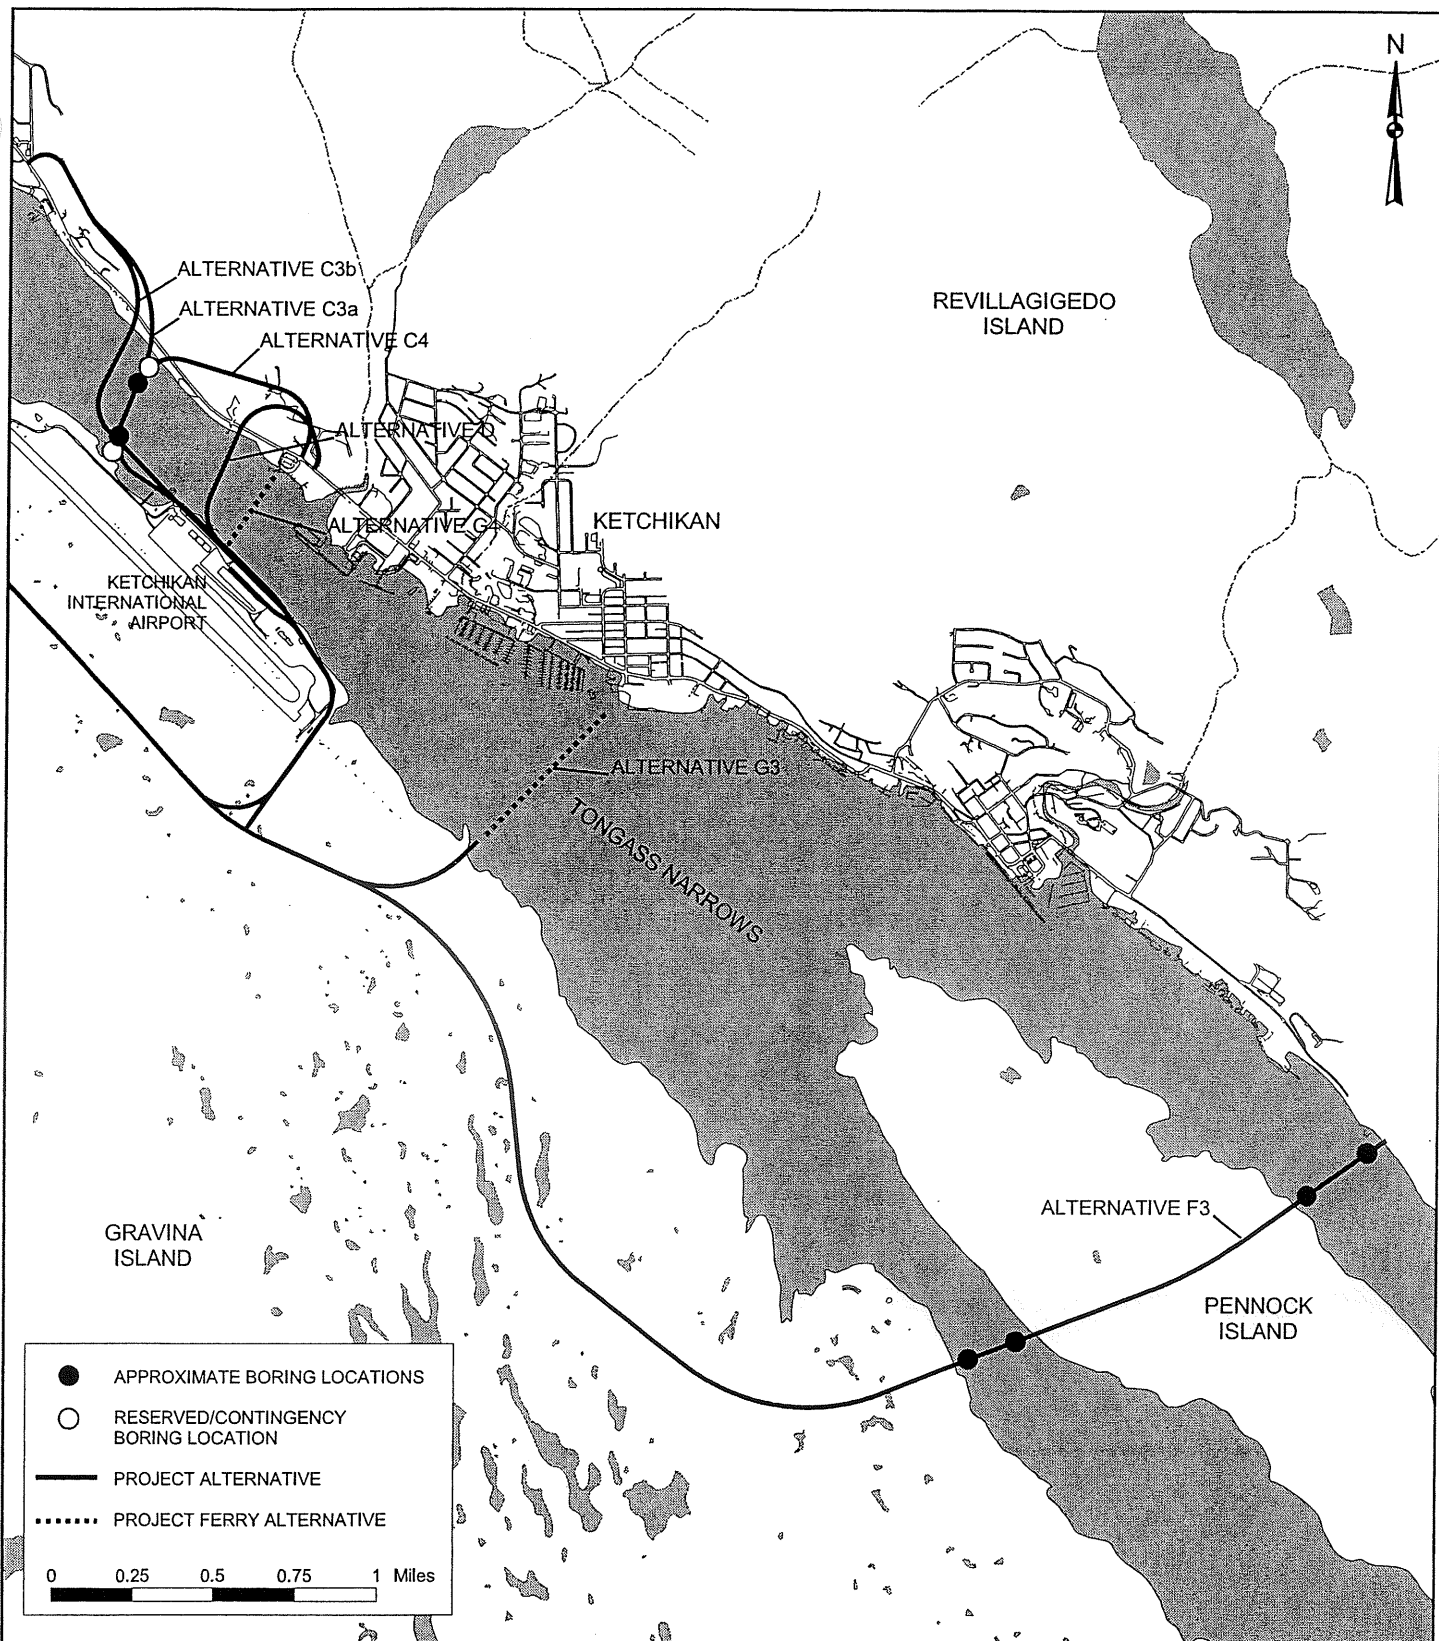 N
ALTERNATIVE C3b
ALTERNATIVE C3a
ALTERNATIVE C4
REVILLAGIGEDO
ISLAND
ALTERNATIVE D
ALTERNATIVE G4
KETCHIKAN
KETCHIKAN
INTERNATIONAL
AIRPORT
ALTERNATIVE G3
TONGASS NARROWS
ALTERNATIVE F3
GRAVINA
ISLAND
PENNOCK
ISLAND
APPROXIMATE BORING LOCATIONS
RESERVED/CONTINGENCY
BORING LOCATION
PROJECT ALTERNATIVE
PROJECT FERRY ALTERNATIVE
0 0.25 0.5 0.75 1 Miles